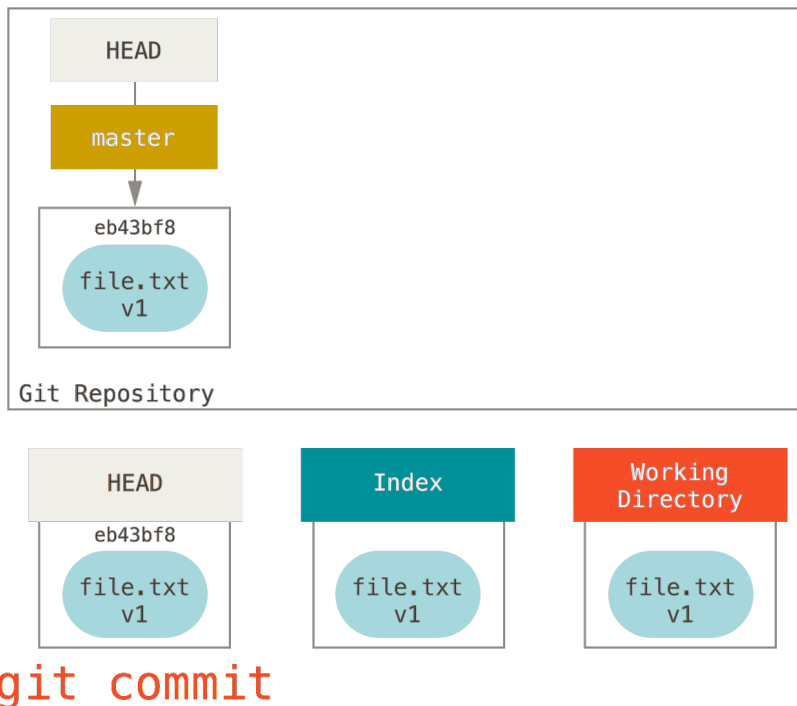 HEAD
master
eb43bf8
file.txt
v1
Git Repository
HEAD
Index
Working
Directory
eb43bf8
file.txt
v1
file.txt
v1
file.txt
v1
git commit